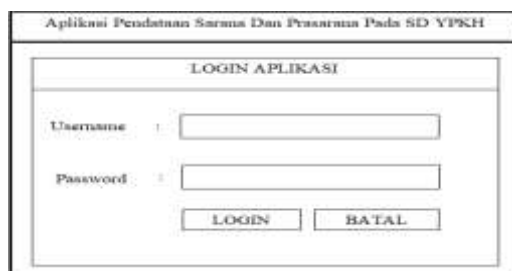 Aplikasi Pendataan Sarana Dan Prasarana Pada SD YPKH
LOGIN APLIKASI
Username :
Password :
LOGIN BATAL